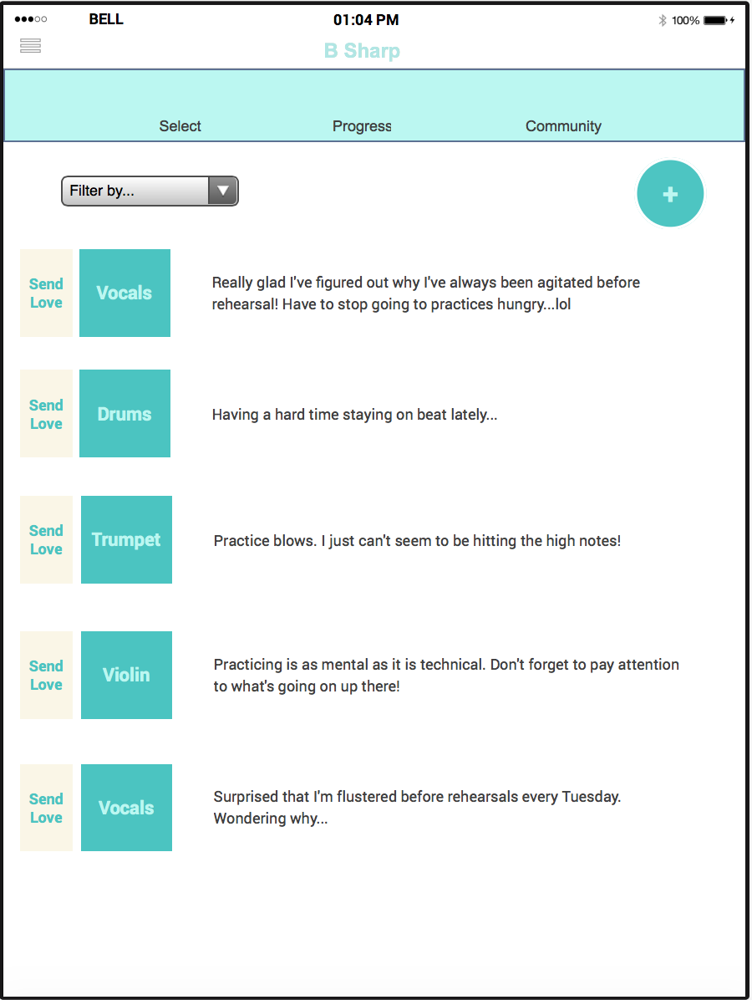 BELL 01:04 PM 100%
B Sharp
Select Progress Community
Filter by...
+
Send
Love
Vocals
Really glad I've figured out why I've always been agitated before
rehearsal! Have to stop going to practices hungry...lol
Send
Love
Drums
Having a hard time staying on beat lately...
Send
Love
Trumpet
Practice blows. I just can't seem to be hitting the high notes!
Send
Love
Violin
Practicing is as mental as it is technical. Don't forget to pay attention
to what's going on up there!
Send
Love
Vocals
Surprised that I'm flustered before rehearsals every Tuesday.
Wondering why...